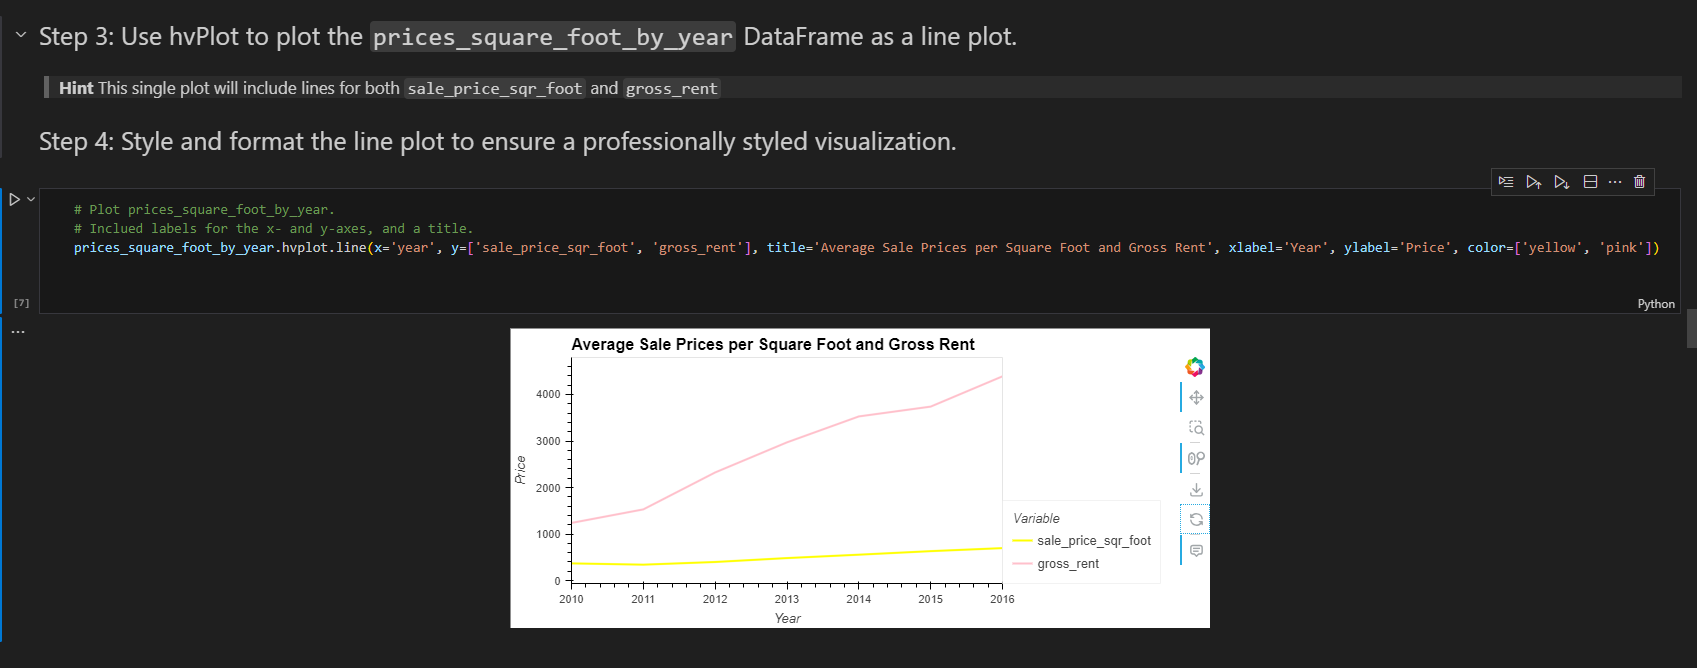 Step 3: Use hvPlot to plot the prices_square_foot_by_year DataFrame as a line plot.
Hint This single plot will include lines for both sale_price_sqr_foot and gross_rent
Step 4: Style and format the line plot to ensure a professionally styled visualization.
# Plot prices_square_foot_by_year.
# Inclued labels for the x- and y-axes, and a title.
prices_square_foot_by_year.hvplot.line(x='year', y=['sale_price_sqr_foot', 'gross_rent'], title='Average Sale Prices per Square Foot and Gross Rent', xlabel='Year', ylabel='Price', color=['yellow', 'pink'])
[7]
Python
Average Sale Prices per Square Foot and Gross Rent
4000
3000
2000
1000
0
Price
2010 2011 2012 2013 2014 2015 2016
Year
Variable
sale_price_sqr_foot
gross_rent